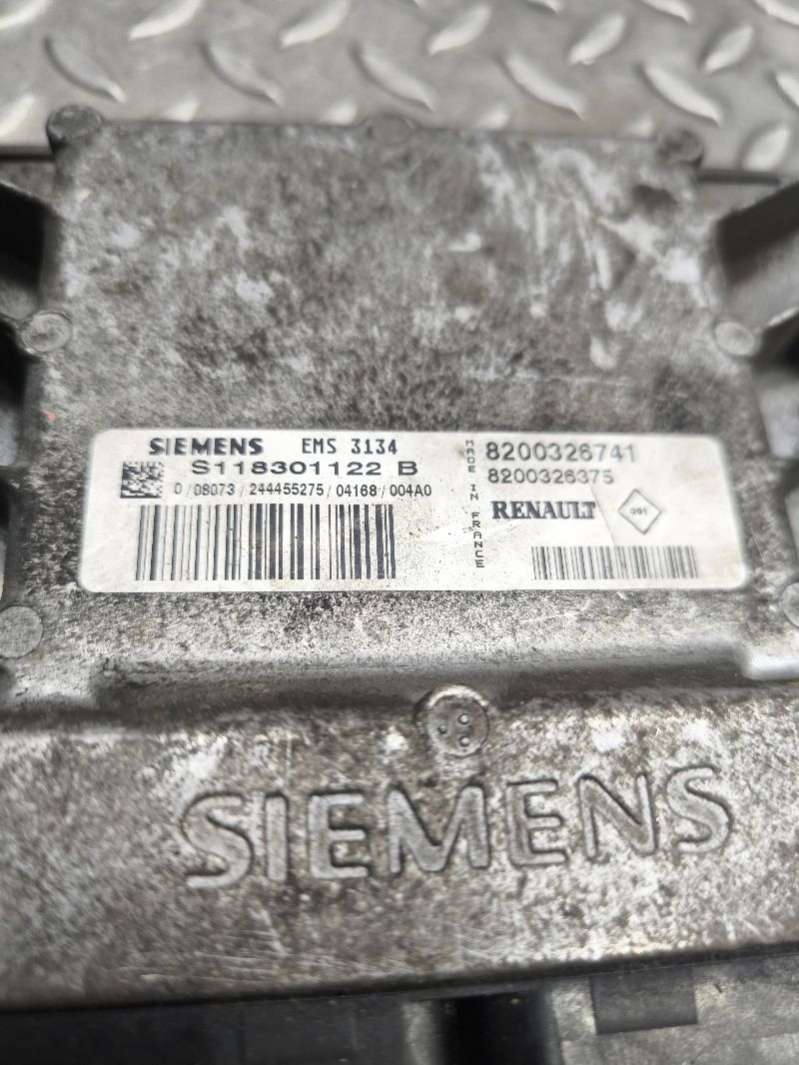 SIEMENS EMS 3134
S118301122 B
0 / 08073 / 244455275 / 04168 / 004A0
MADE IN FRANCE
8200326741
8200326375
RENAULT
SIEMENS